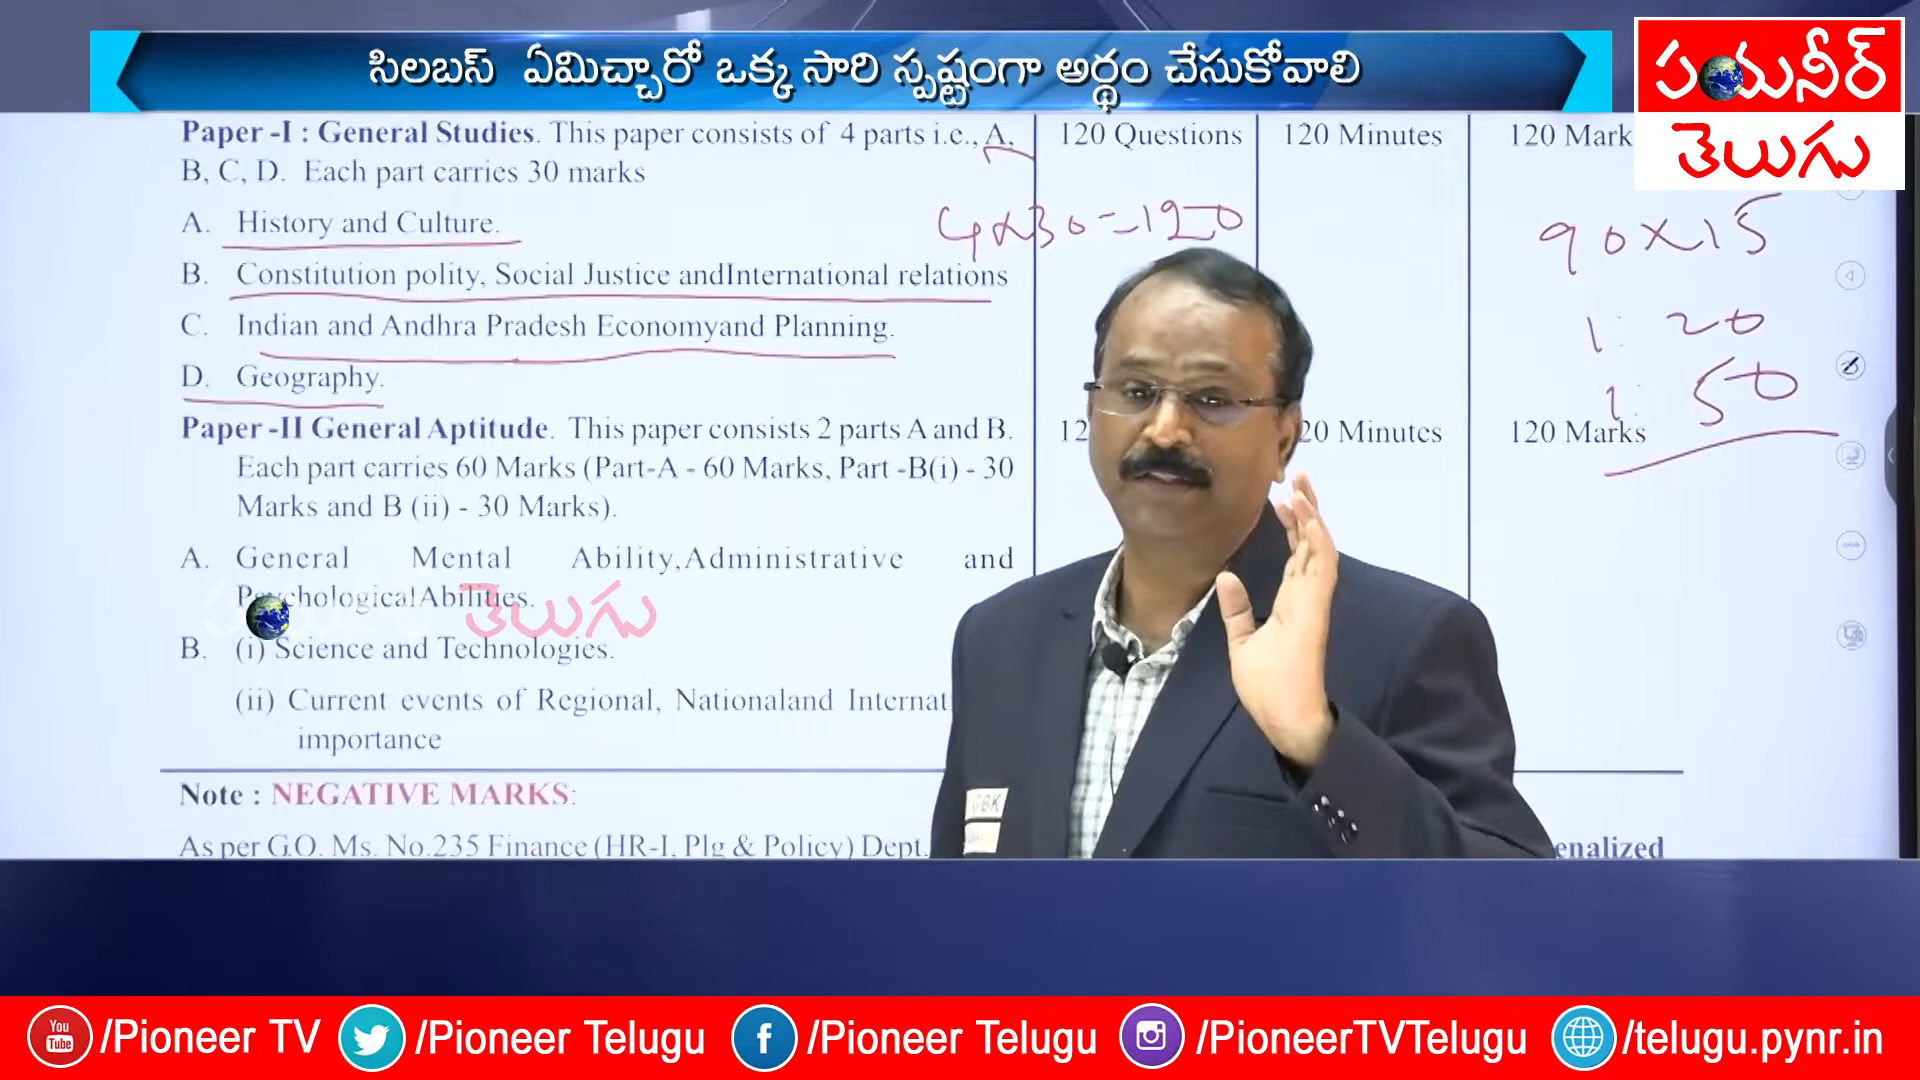 సిలబస్ ఏమిచ్చారో ఒక్క సారి స్పష్టంగా అర్థం చేసుకోవాలి
పయనీర్
తెలుగు
Paper -I : General Studies. This paper consists of 4 parts i.e., A, 120 Questions 120 Minutes 120 Mark
B, C, D. Each part carries 30 marks
A. History and Culture. 4x30=120 90x15
B. Constitution polity, Social Justice andInternational relations
C. Indian and Andhra Pradesh Economyand Planning. 1: 20
D. Geography. 1: 50
Paper -II General Aptitude. This paper consists 2 parts A and B. 12 20 Minutes 120 Marks
Each part carries 60 Marks (Part-A - 60 Marks, Part -B(i) - 30
Marks and B (ii) - 30 Marks).
A. General Mental Ability,Administrative and
PsychologicalAbilities.
తెలుగు
B. (i) Science and Technologies.
(ii) Current events of Regional, Nationaland Internat
importance
Note : NEGATIVE MARKS:
As per G.O. Ms. No.235 Finance (HR-I, Plg & Policy) Dept. enalized
You Tube /Pioneer TV /Pioneer Telugu /Pioneer Telugu /PioneerTVTelugu /telugu.pynr.in